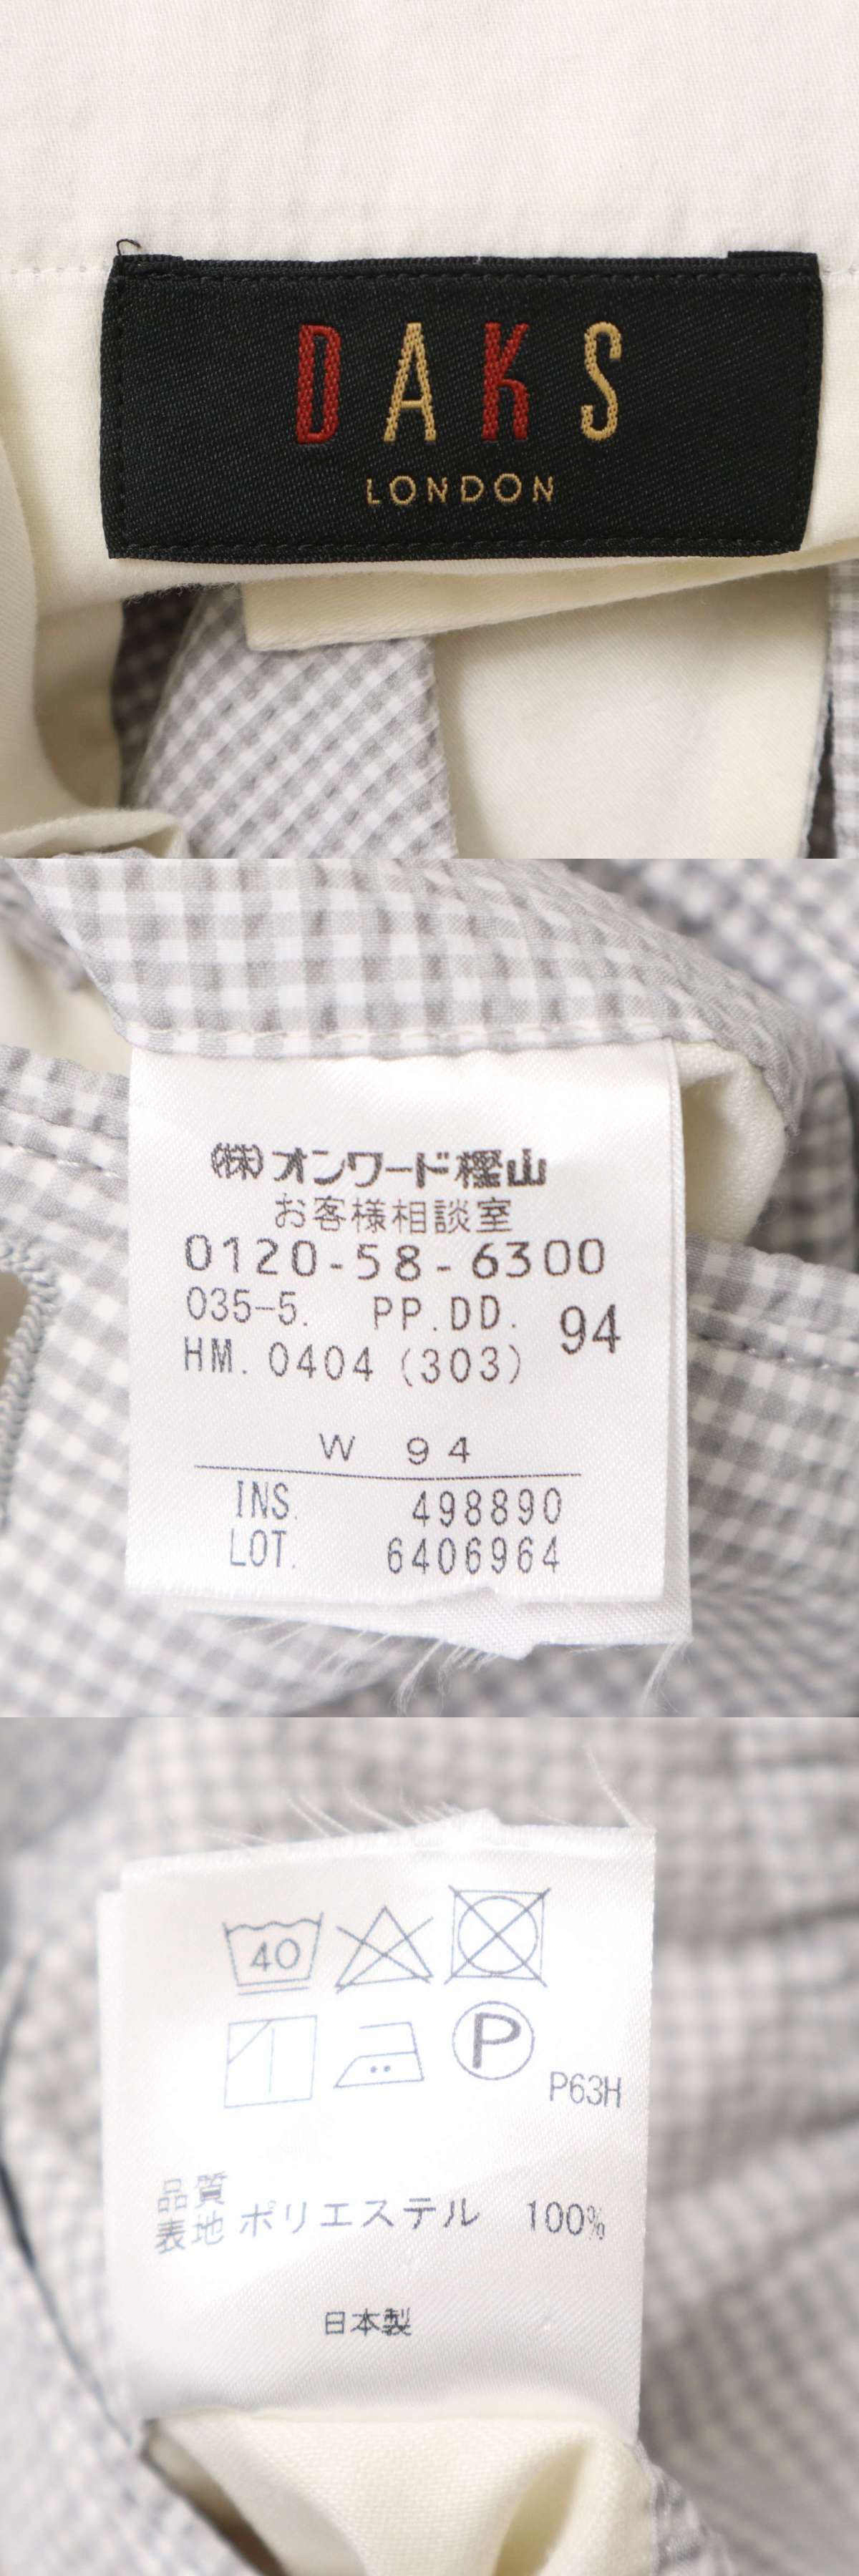 DAKS
LONDON
(株)オンワード樫山
お客様相談室
0120-58-6300
035-5. PP.DD. 94
HM.0404(303)
W 94
INS. 498890
LOT. 6406964
40
P
P63H
品質
表地 ポリエステル 100%
日本製